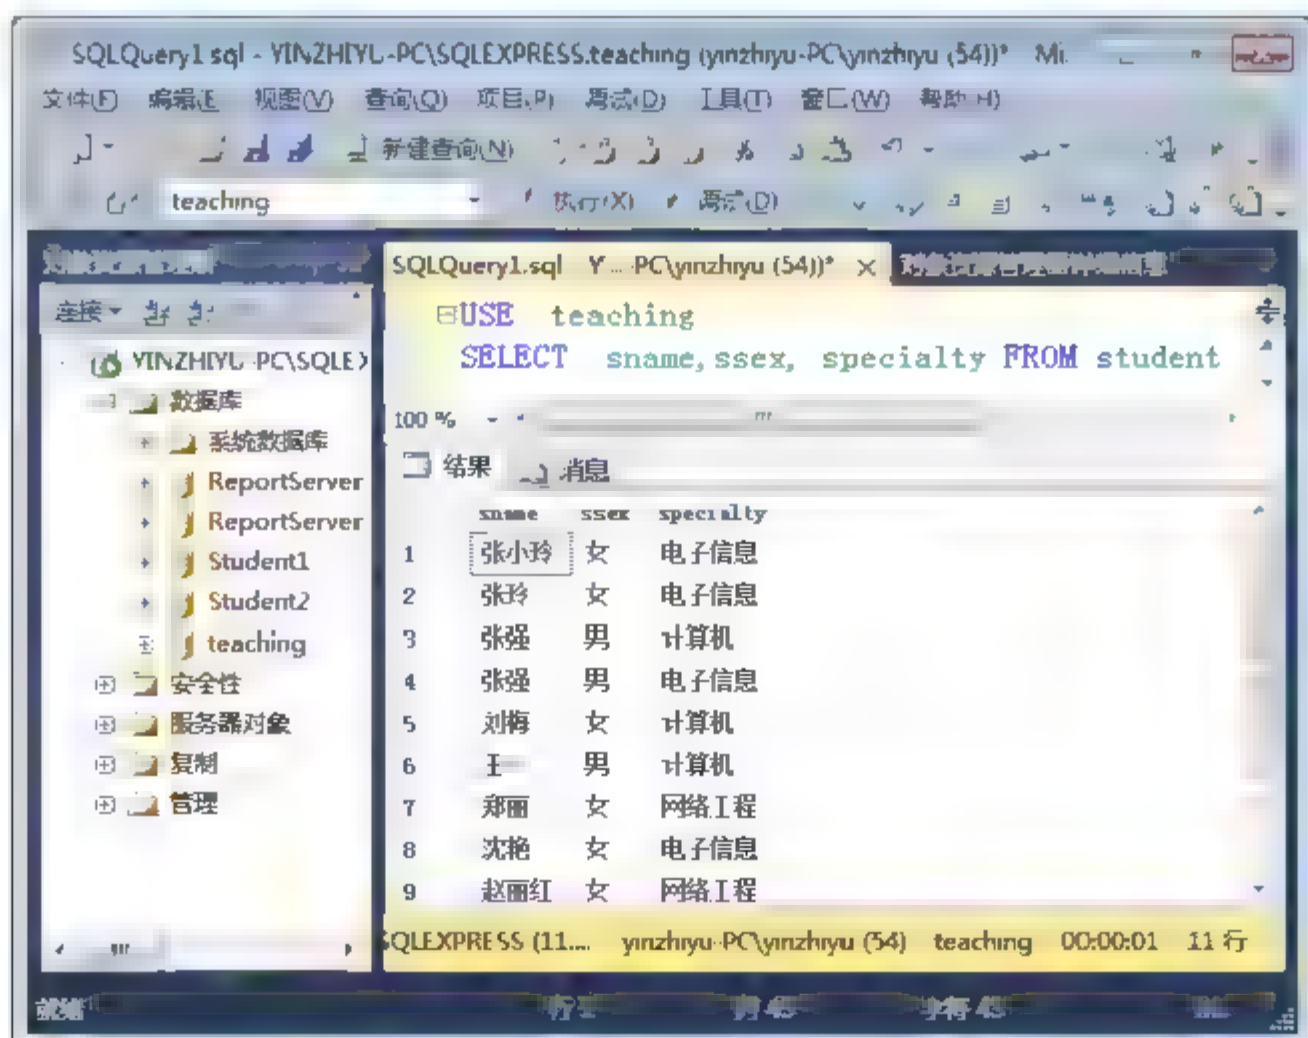 SQLQuery1.sql - YINZHIYU-PC\SQLEXPRESS.teaching (yinzhiyu-PC\yinzhiyu (54))* Mi
文件(F) 编辑(E) 视图(V) 查询(Q) 项目(P) 调试(D) 工具(T) 窗口(W) 帮助(H)
新建查询(N)
teaching 执行(X) 调试(D)
SQLQuery1.sql Y...PC\yinzhiyu (54))* ×
连接
USE teaching
SELECT sname,ssex, specialty FROM student
YINZHIYU-PC\SQLE
数据库
系统数据库
ReportServer
ReportServer
Student1
Student2
teaching
安全性
服务器对象
复制
管理
100 %
结果 消息
sname ssex specialty
1 张小玲 女 电子信息
2 张玲 女 电子信息
3 张强 男 计算机
4 张强 男 电子信息
5 刘梅 女 计算机
6 王一 男 计算机
7 郑丽 女 网络工程
8 沈艳 女 电子信息
9 赵丽红 女 网络工程
SQLEXPRESS (11.... yinzhiyu-PC\yinzhiyu (54) teaching 00:00:01 11 行
就绪